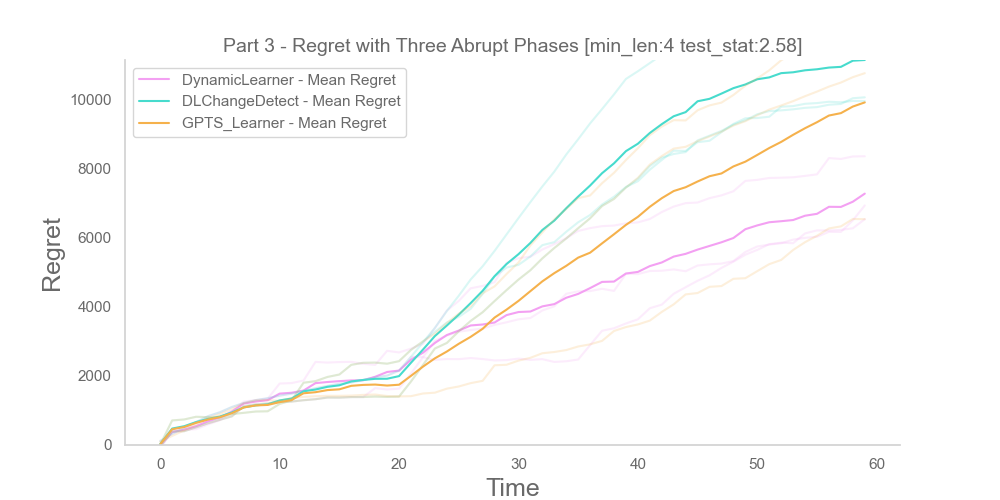 Part 3 - Regret with Three Abrupt Phases [min_len:4 test_stat:2.58]
DynamicLearner - Mean Regret
DLChangeDetect - Mean Regret
GPTS_Learner - Mean Regret
10000
8000
6000
4000
2000
0
Regret
0 10 20 30 40 50 60
Time